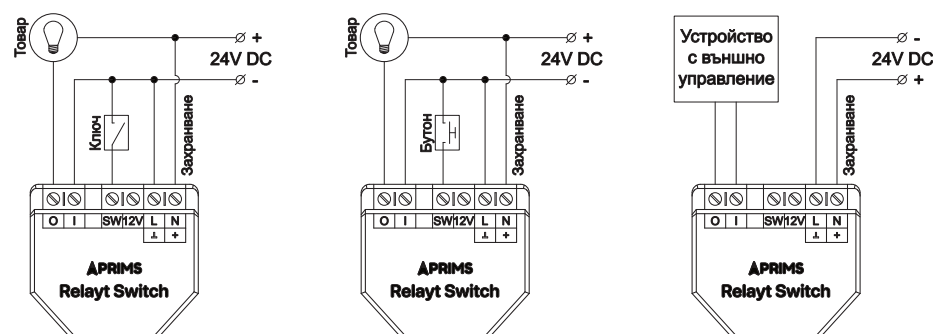 Товар
+
24V DC
-
Ключ
Захранване
O I SW 12V L N
⊥ +
APRIMS
Relayt Switch
Товар
+
24V DC
-
Бутон
Захранване
O I SW 12V L N
⊥ +
APRIMS
Relayt Switch
Устройство
с външно
управление
-
24V DC
+
Захранване
O I SW 12V L N
⊥ +
APRIMS
Relayt Switch